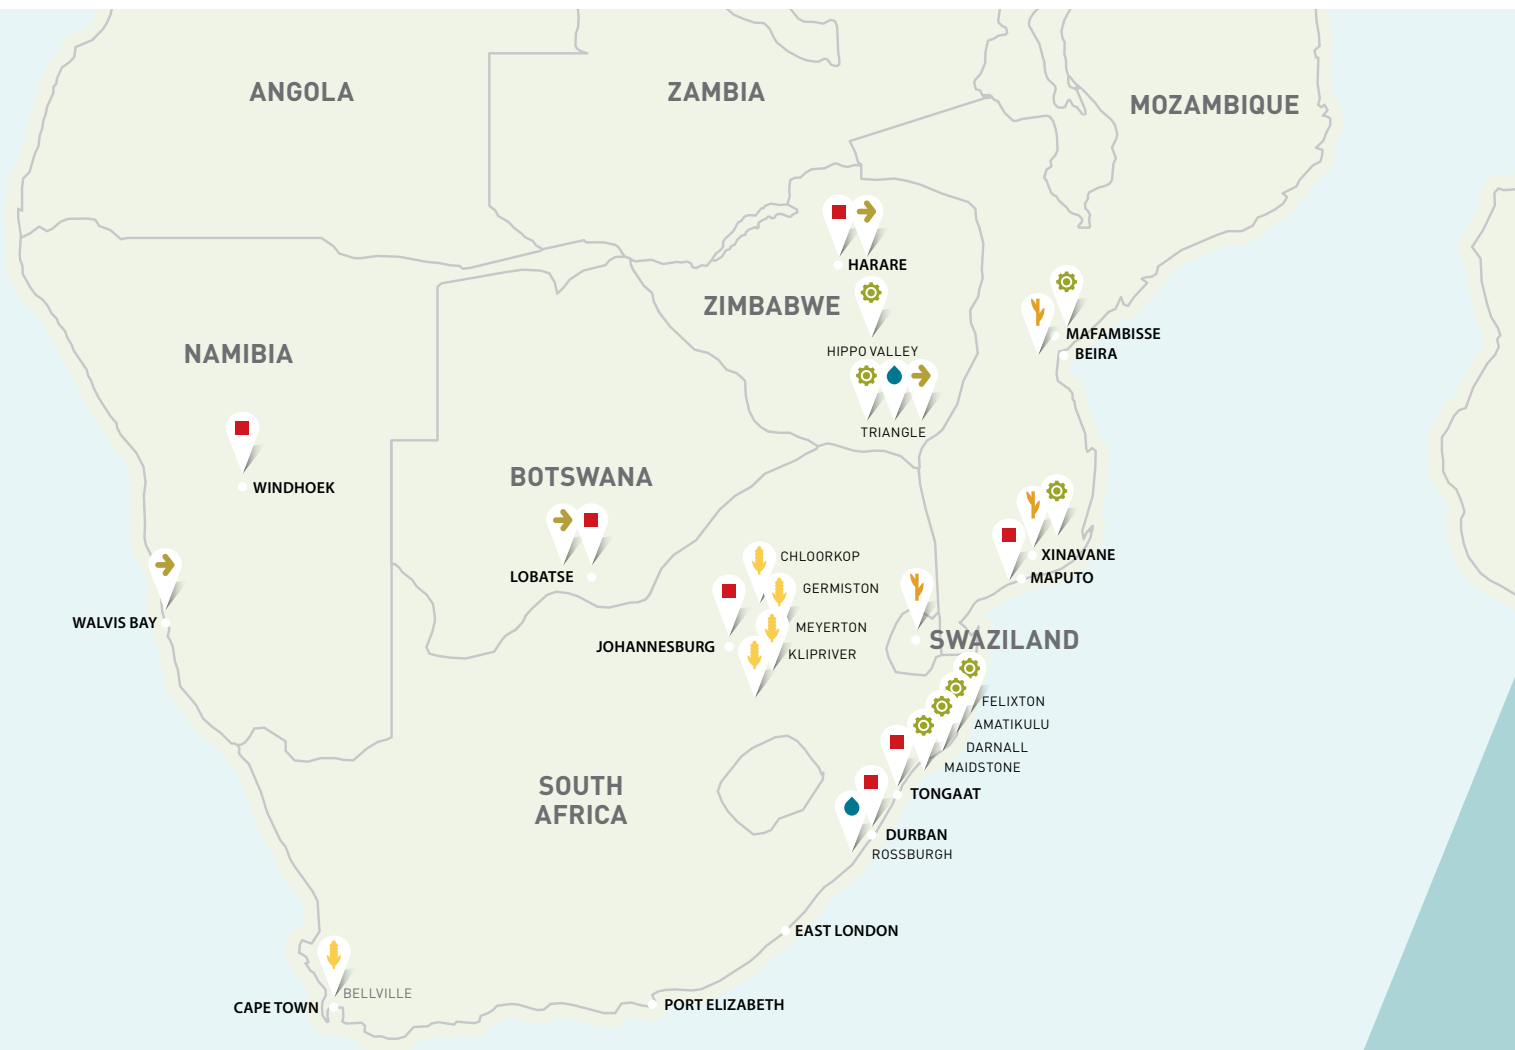 ANGOLA
ZAMBIA
MOZAMBIQUE
HARARE
ZIMBABWE
MAFAMBISSE
BEIRA
HIPPO VALLEY
NAMIBIA
TRIANGLE
BOTSWANA
WINDHOEK
CHLOORKOP
XINAVANE
LOBATSE
MAPUTO
GERMISTON
WALVIS BAY
MEYERTON
JOHANNESBURG
SWAZILAND
KLIPRIVER
FELIXTON
AMATIKULU
DARNALL
MAIDSTONE
SOUTH
AFRICA
TONGAAT
DURBAN
ROSSBURGH
EAST LONDON
BELLVILLE
CAPE TOWN
PORT ELIZABETH